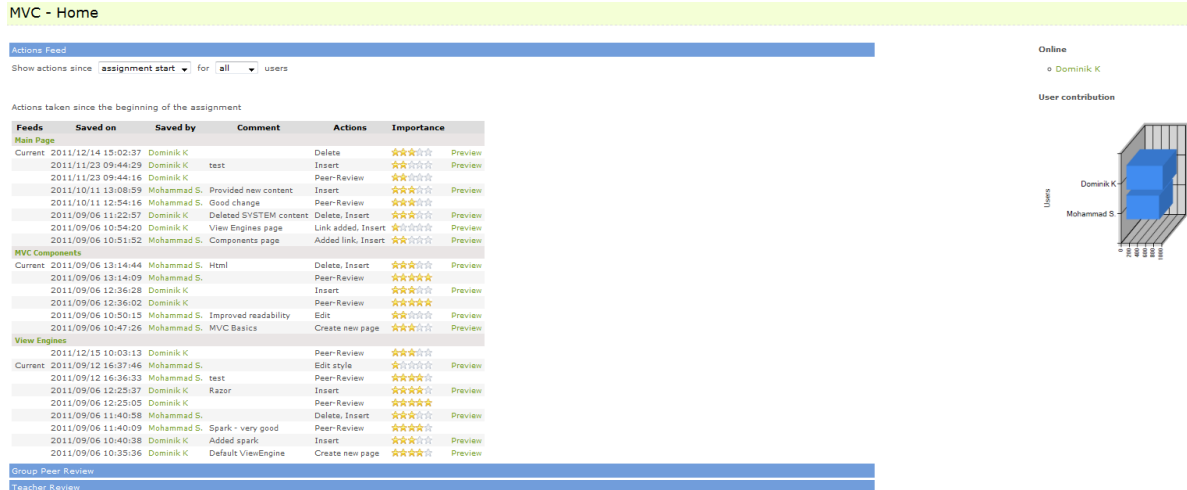 MVC - Home
Actions Feed
Show actions since assignment start for all users
Actions taken since the beginning of the assignment
Feeds Saved on Saved by Comment Actions Importance
Main Page
Current 2011/12/14 15:02:37 Dominik K Delete Preview
2011/11/23 09:44:29 Dominik K test Insert Preview
2011/11/23 09:44:16 Dominik K Peer-Review
2011/10/11 13:08:59 Mohammad S. Provided new content Insert Preview
2011/10/11 12:54:16 Mohammad S. Good change Peer-Review Preview
2011/09/06 11:22:57 Dominik K Deleted SYSTEM content Delete, Insert Preview
2011/09/06 10:54:20 Dominik K View Engines page Link added, Insert Preview
2011/09/06 10:51:52 Mohammad S. Components page Added link, Insert Preview
MVC Components
Current 2011/09/06 13:14:44 Mohammad S. Html Delete, Insert Preview
2011/09/06 13:14:09 Mohammad S. Peer-Review
2011/09/06 12:36:28 Dominik K Insert Preview
2011/09/06 12:36:02 Dominik K Peer-Review
2011/09/06 10:50:15 Mohammad S. Improved readability Edit Preview
2011/09/06 10:47:26 Mohammad S. MVC Basics Create new page Preview
View Engines
2011/12/15 10:03:13 Dominik K Peer-Review
Current 2011/09/12 16:37:46 Mohammad S. Edit style Preview
2011/09/12 16:36:33 Mohammad S. test Peer-Review
2011/09/06 12:25:37 Dominik K Razor Insert Preview
2011/09/06 12:25:05 Dominik K Peer-Review
2011/09/06 11:40:58 Mohammad S. Delete, Insert Preview
2011/09/06 11:40:09 Mohammad S. Spark - very good Peer-Review
2011/09/06 10:40:38 Dominik K Added spark Insert Preview
2011/09/06 10:35:36 Dominik K Default ViewEngine Create new page Preview
Group Peer Review
Teacher Review
Online
Dominik K
User contribution
Users
Dominik K
Mohammad S.
0 200 400 600 800 1000